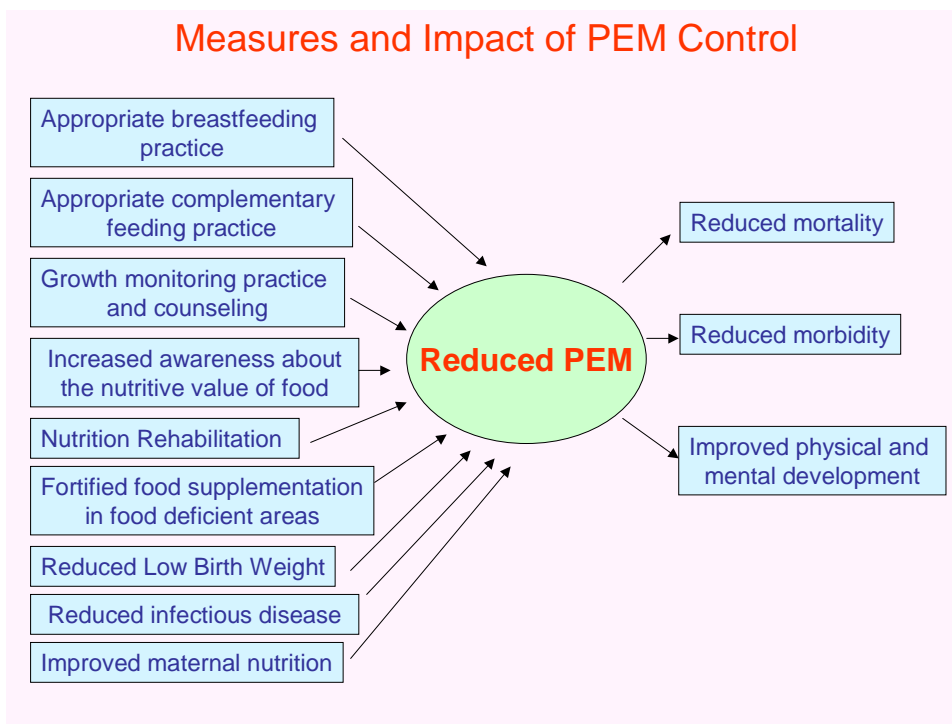 Measures and Impact of PEM Control
Appropriate breastfeeding
practice
Appropriate complementary
feeding practice
Growth monitoring practice
and counseling
Increased awareness about
the nutritive value of food
Nutrition Rehabilitation
Fortified food supplementation
in food deficient areas
Reduced Low Birth Weight
Reduced infectious disease
Improved maternal nutrition
Reduced PEM
Reduced mortality
Reduced morbidity
Improved physical and
mental development